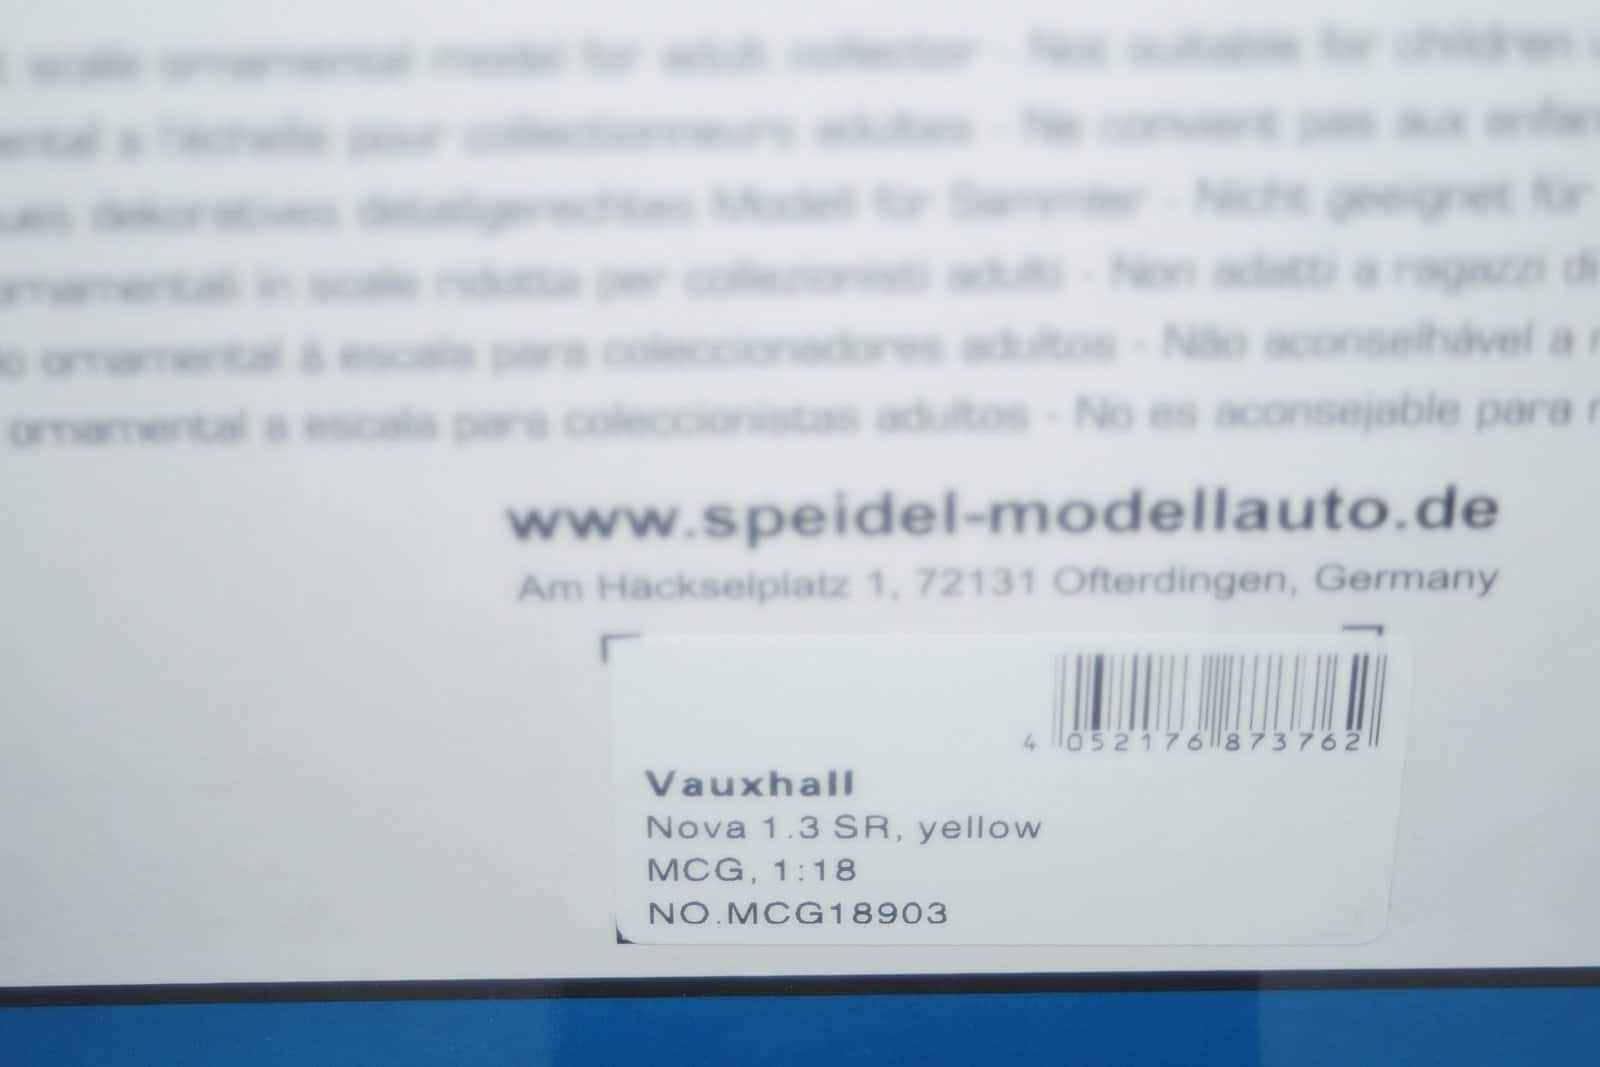 scale ornamental model for adult collector - Not suitable for children
ental a l'échelle pour collectionneurs adultes - Ne convient pas aux enfan
ues dekoratives detailgerechtes Modell für Sammler - Nicht geeignet für
ornamentali in scale ridotta per collezionisti adulti - Non adatti a ragazzi di
lo ornamental à escala para coleccionadores adultos - Não aconselhável a
ornamental a escala para coleccionistas adultos - No es aconsejable para
www.speidel-modellauto.de
Am Häckselplatz 1, 72131 Ofterdingen, Germany
4 052176 873762
Vauxhall
Nova 1.3 SR, yellow
MCG, 1:18
NO.MCG18903